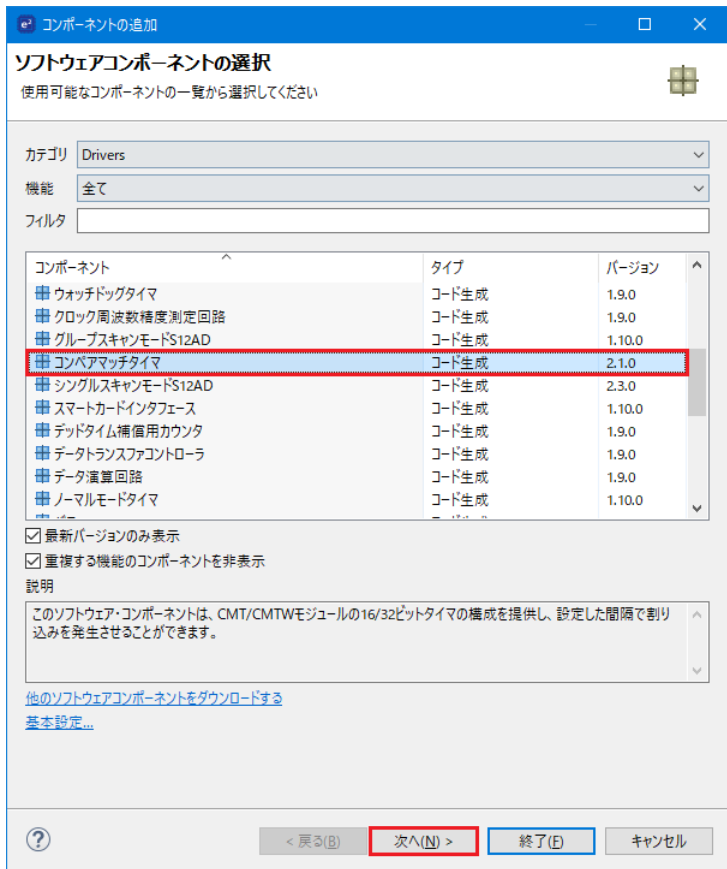 e² コンポーネントの追加
ソフトウェアコンポーネントの選択
使用可能なコンポーネントの一覧から選択してください
カテゴリ Drivers
機能 全て
フィルタ
コンポーネント タイプ バージョン
ウォッチドッグタイマ コード生成 1.9.0
クロック周波数精度測定回路 コード生成 1.9.0
グループスキャンモードS12AD コード生成 1.10.0
コンペアマッチタイマ コード生成 2.1.0
シングルスキャンモードS12AD コード生成 2.3.0
スマートカードインタフェース コード生成 1.10.0
デッドタイム補償用カウンタ コード生成 1.9.0
データトランスファコントローラ コード生成 1.9.0
データ演算回路 コード生成 1.9.0
ノーマルモードタイマ コード生成 1.10.0
最新バージョンのみ表示
重複する機能のコンポーネントを非表示
説明
このソフトウェア・コンポーネントは、CMT/CMTWモジュールの16/32ビットタイマの構成を提供し、設定した間隔で割り
込みを発生させることができます。
他のソフトウェアコンポーネントをダウンロードする
基本設定...
? < 戻る(B) 次へ(N) > 終了(F) キャンセル